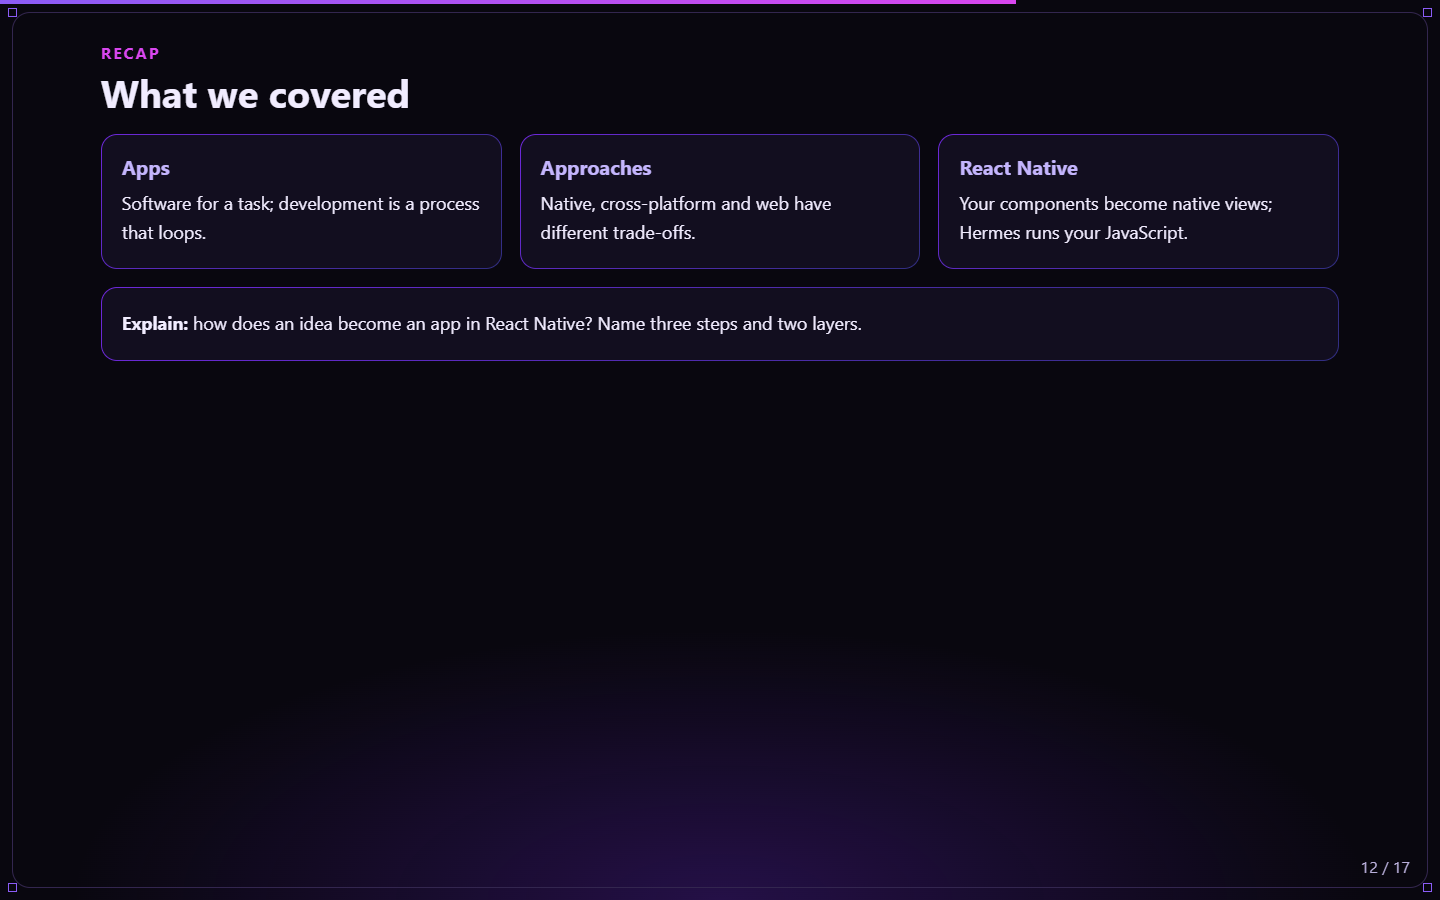 RECAP
What we covered
Apps
Software for a task; development is a process
that loops.
Approaches
Native, cross-platform and web have
different trade-offs.
React Native
Your components become native views;
Hermes runs your JavaScript.
Explain: how does an idea become an app in React Native? Name three steps and two layers.
12 / 17